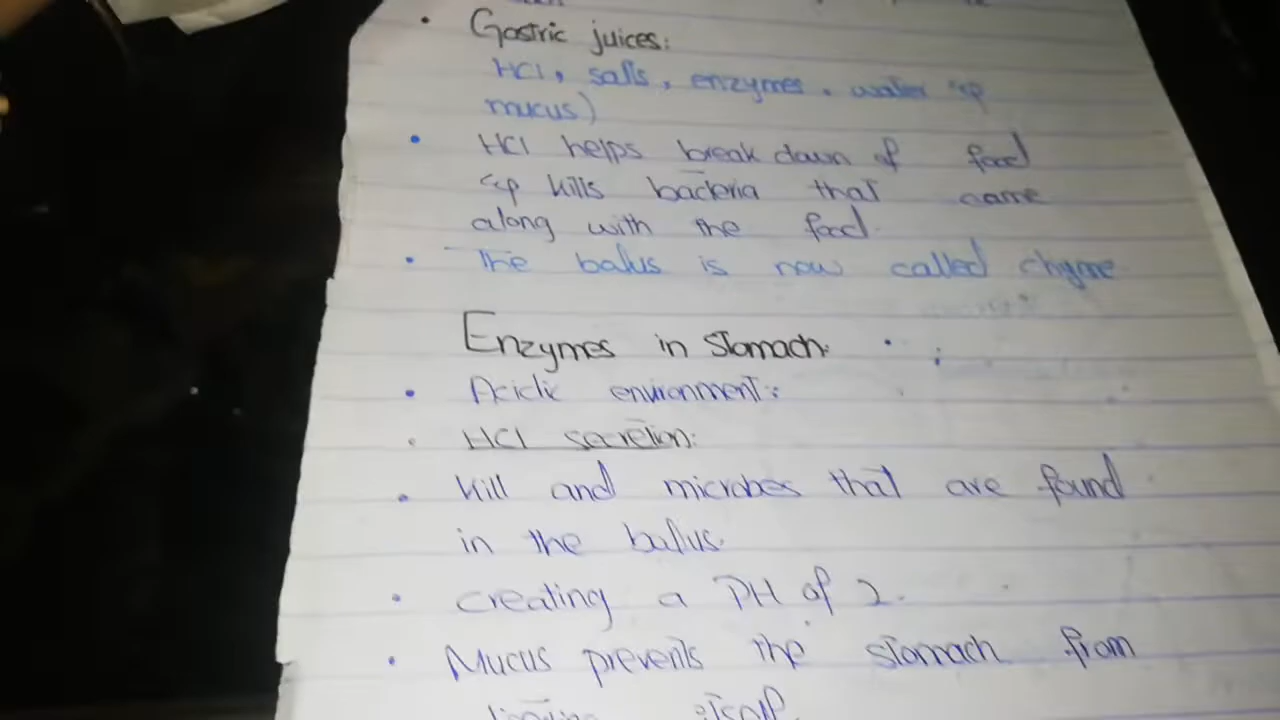 • Gastric juices:
HCl, salts, enzymes, water &
mucus)
• HCl helps break down of food
& kills bacteria that came
along with the food.
• The bolus is now called chyme
Enzymes in stomach:
• Acidic environment:
• HCl secretion:
• Kill and microbes that are found
in the bolus.
• creating a PH of 2.
• Mucus prevents the stomach from
itself.